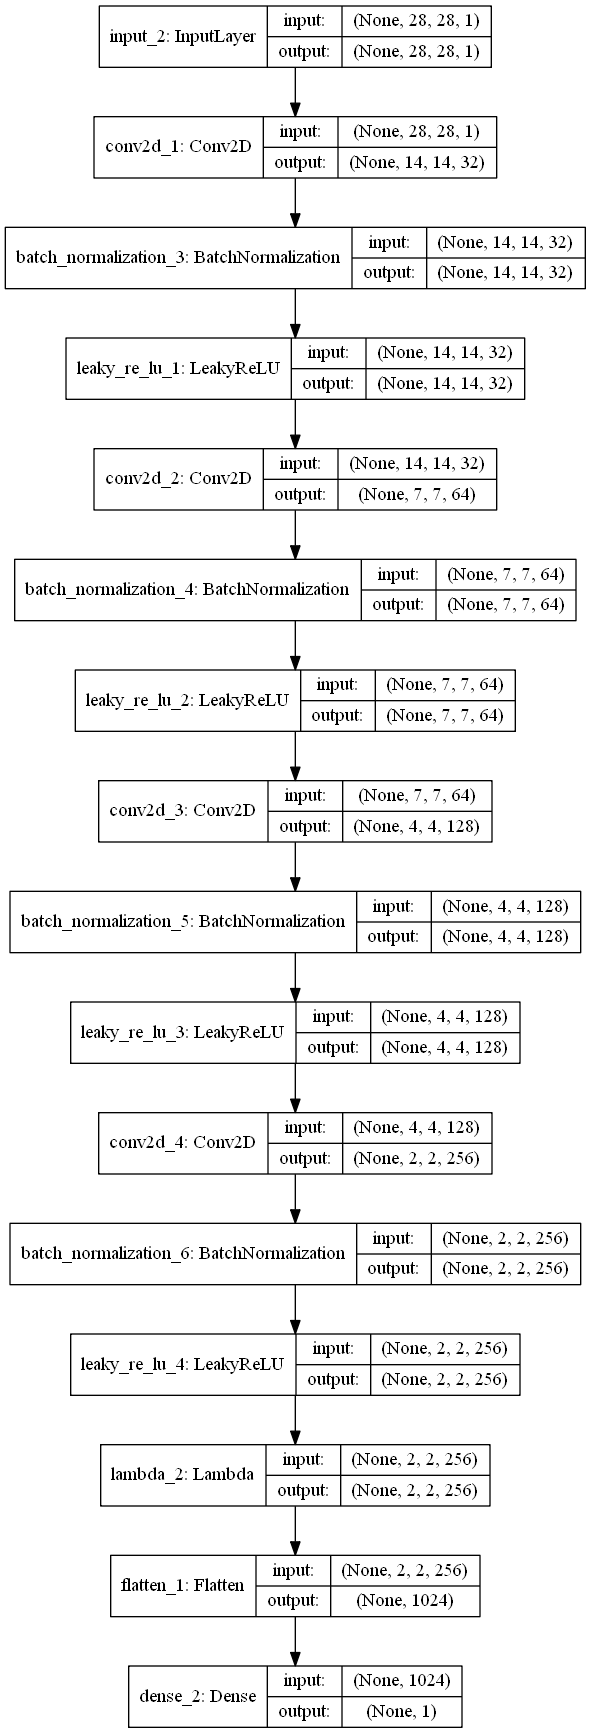 input_2: InputLayer
input: (None, 28, 28, 1)
output: (None, 28, 28, 1)
conv2d_1: Conv2D
input: (None, 28, 28, 1)
output: (None, 14, 14, 32)
batch_normalization_3: BatchNormalization
input: (None, 14, 14, 32)
output: (None, 14, 14, 32)
leaky_re_lu_1: LeakyReLU
input: (None, 14, 14, 32)
output: (None, 14, 14, 32)
conv2d_2: Conv2D
input: (None, 14, 14, 32)
output: (None, 7, 7, 64)
batch_normalization_4: BatchNormalization
input: (None, 7, 7, 64)
output: (None, 7, 7, 64)
leaky_re_lu_2: LeakyReLU
input: (None, 7, 7, 64)
output: (None, 7, 7, 64)
conv2d_3: Conv2D
input: (None, 7, 7, 64)
output: (None, 4, 4, 128)
batch_normalization_5: BatchNormalization
input: (None, 4, 4, 128)
output: (None, 4, 4, 128)
leaky_re_lu_3: LeakyReLU
input: (None, 4, 4, 128)
output: (None, 4, 4, 128)
conv2d_4: Conv2D
input: (None, 4, 4, 128)
output: (None, 2, 2, 256)
batch_normalization_6: BatchNormalization
input: (None, 2, 2, 256)
output: (None, 2, 2, 256)
leaky_re_lu_4: LeakyReLU
input: (None, 2, 2, 256)
output: (None, 2, 2, 256)
lambda_2: Lambda
input: (None, 2, 2, 256)
output: (None, 2, 2, 256)
flatten_1: Flatten
input: (None, 2, 2, 256)
output: (None, 1024)
dense_2: Dense
input: (None, 1024)
output: (None, 1)